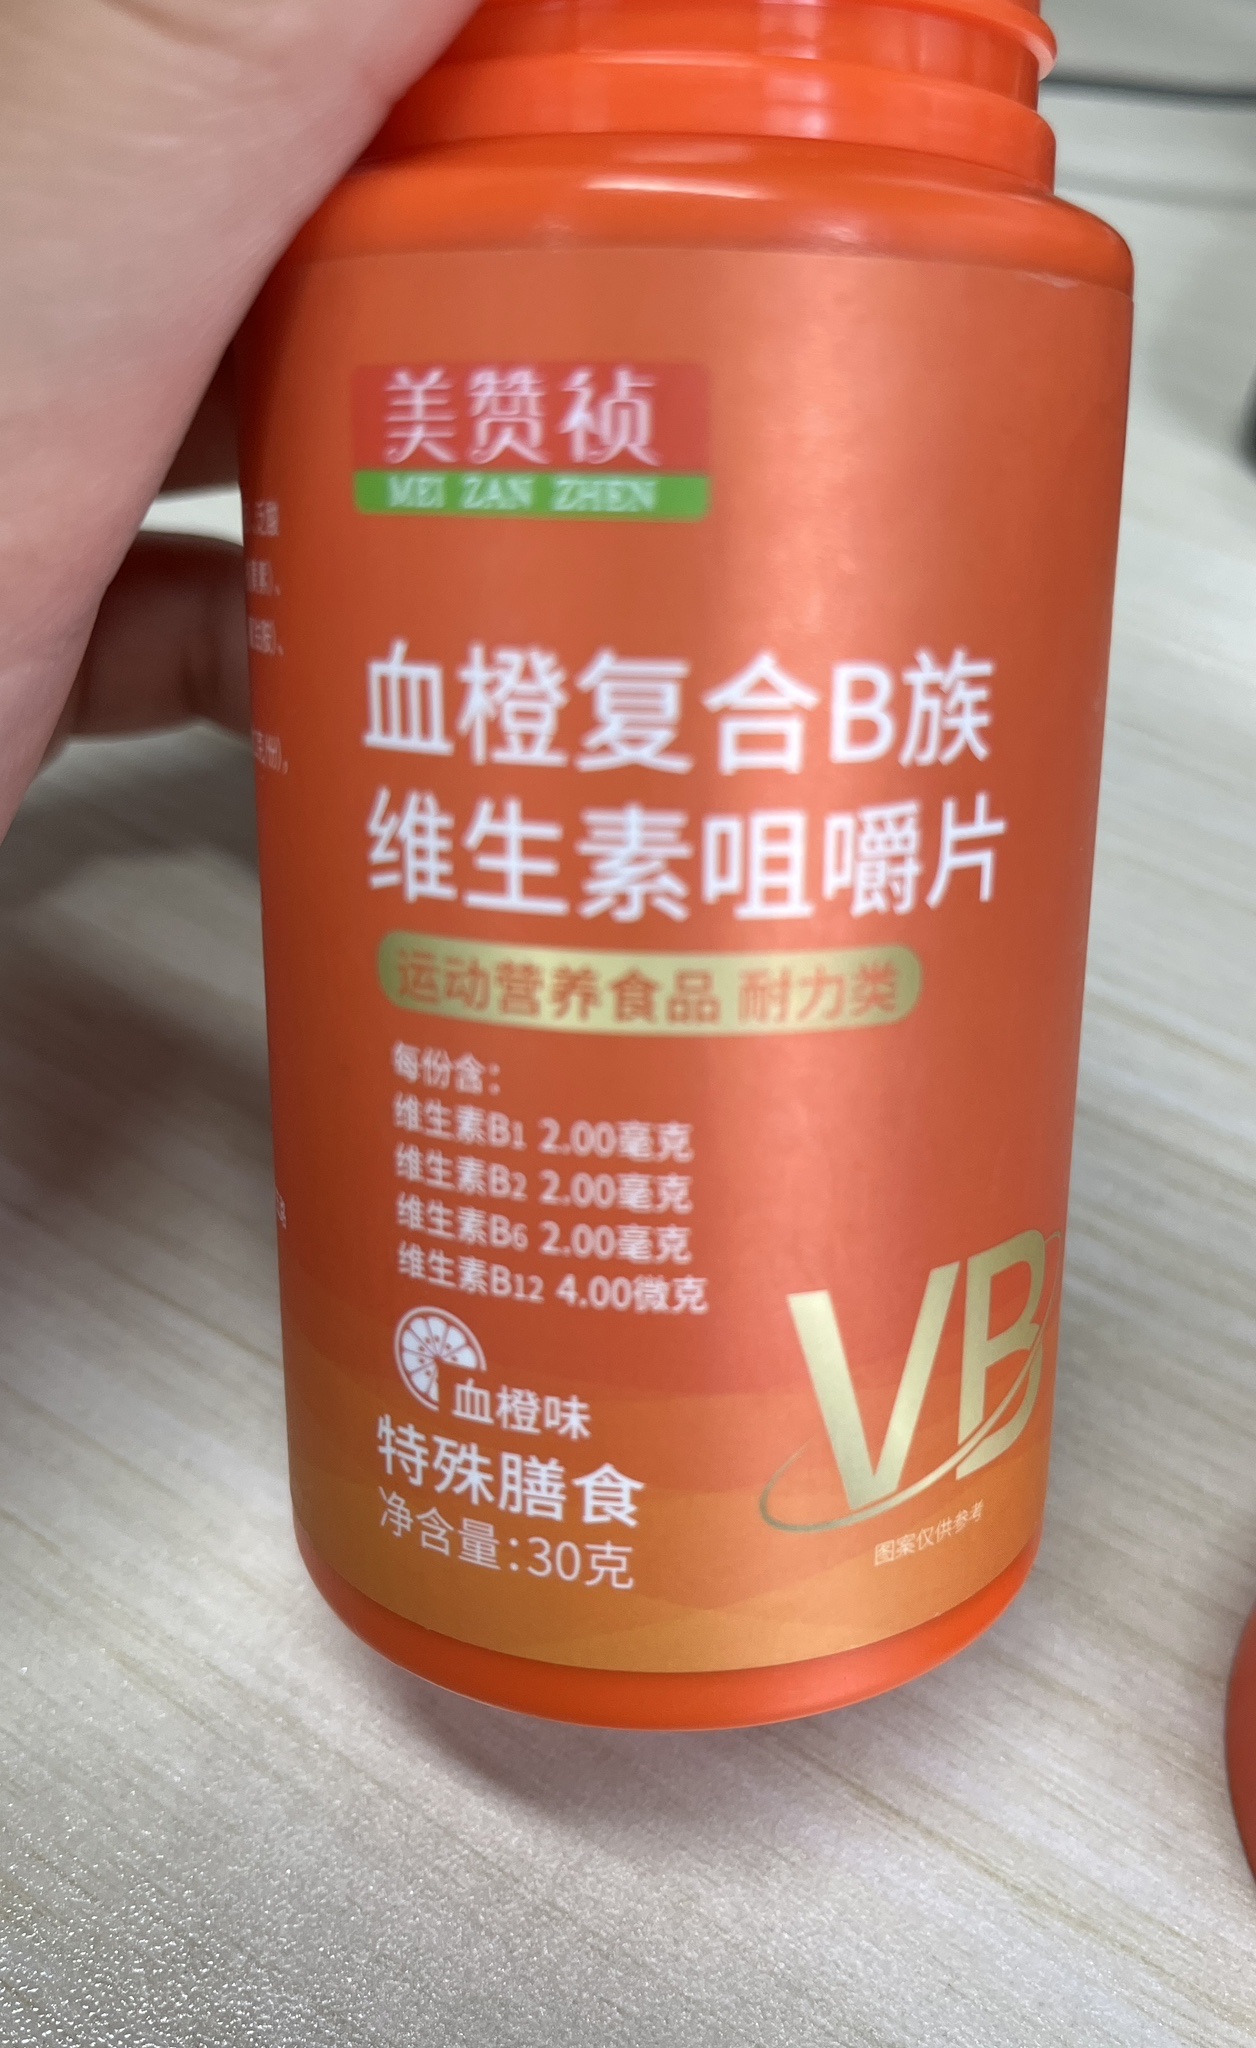 美赞祯
MEI ZAN ZHEN
血橙复合B族
维生素咀嚼片
运动营养食品 耐力类
每份含：
维生素B1 2.00毫克
维生素B2 2.00毫克
维生素B6 2.00毫克
维生素B12 4.00微克
血橙味
特殊膳食
净含量：30克
VB
图案仅供参考